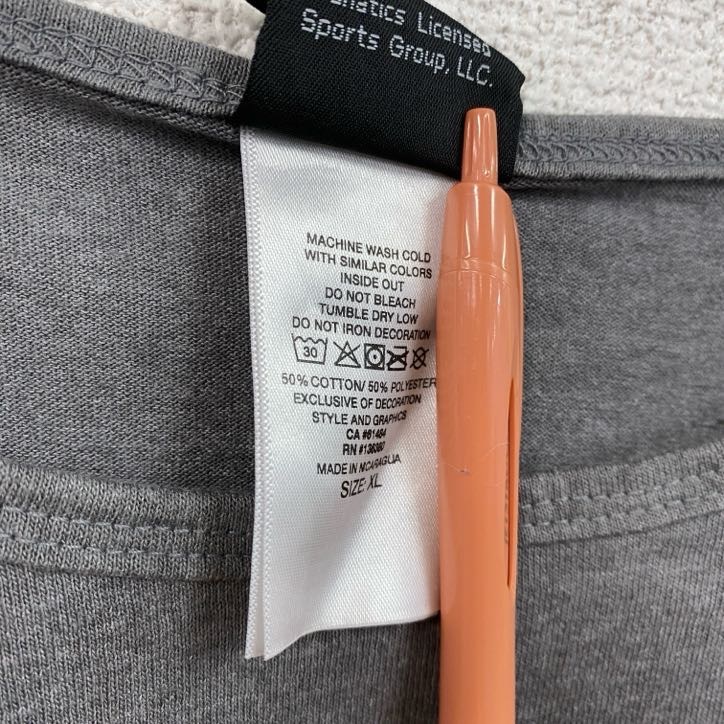 Licensed
Sports Group, LLC.
MACHINE WASH COLD
WITH SIMILAR COLORS
INSIDE OUT
DO NOT BLEACH
TUMBLE DRY LOW
DO NOT IRON DECORATION
30
50% COTTON/ 50% POLYESTER
EXCLUSIVE OF DECORATION
STYLE AND GRAPHICS
CA #61484
RN #
MADE IN NICARAGUA
SIZE: XL